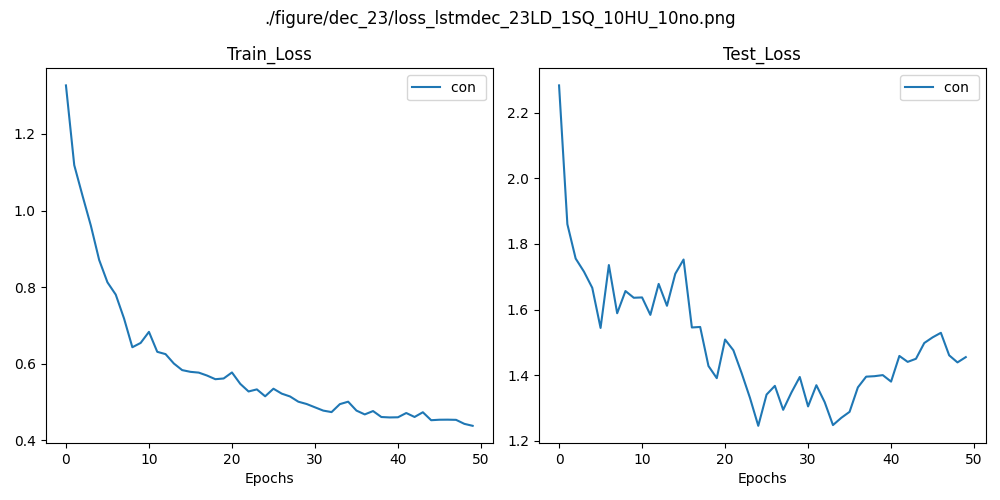 ./figure/dec_23/loss_lstmdec_23LD_1SQ_10HU_10no.png
Train_Loss
con
1.2
1.0
0.8
0.6
0.4
0 10 20 30 40 50
Epochs
Test_Loss
con
2.2
2.0
1.8
1.6
1.4
1.2
0 10 20 30 40 50
Epochs